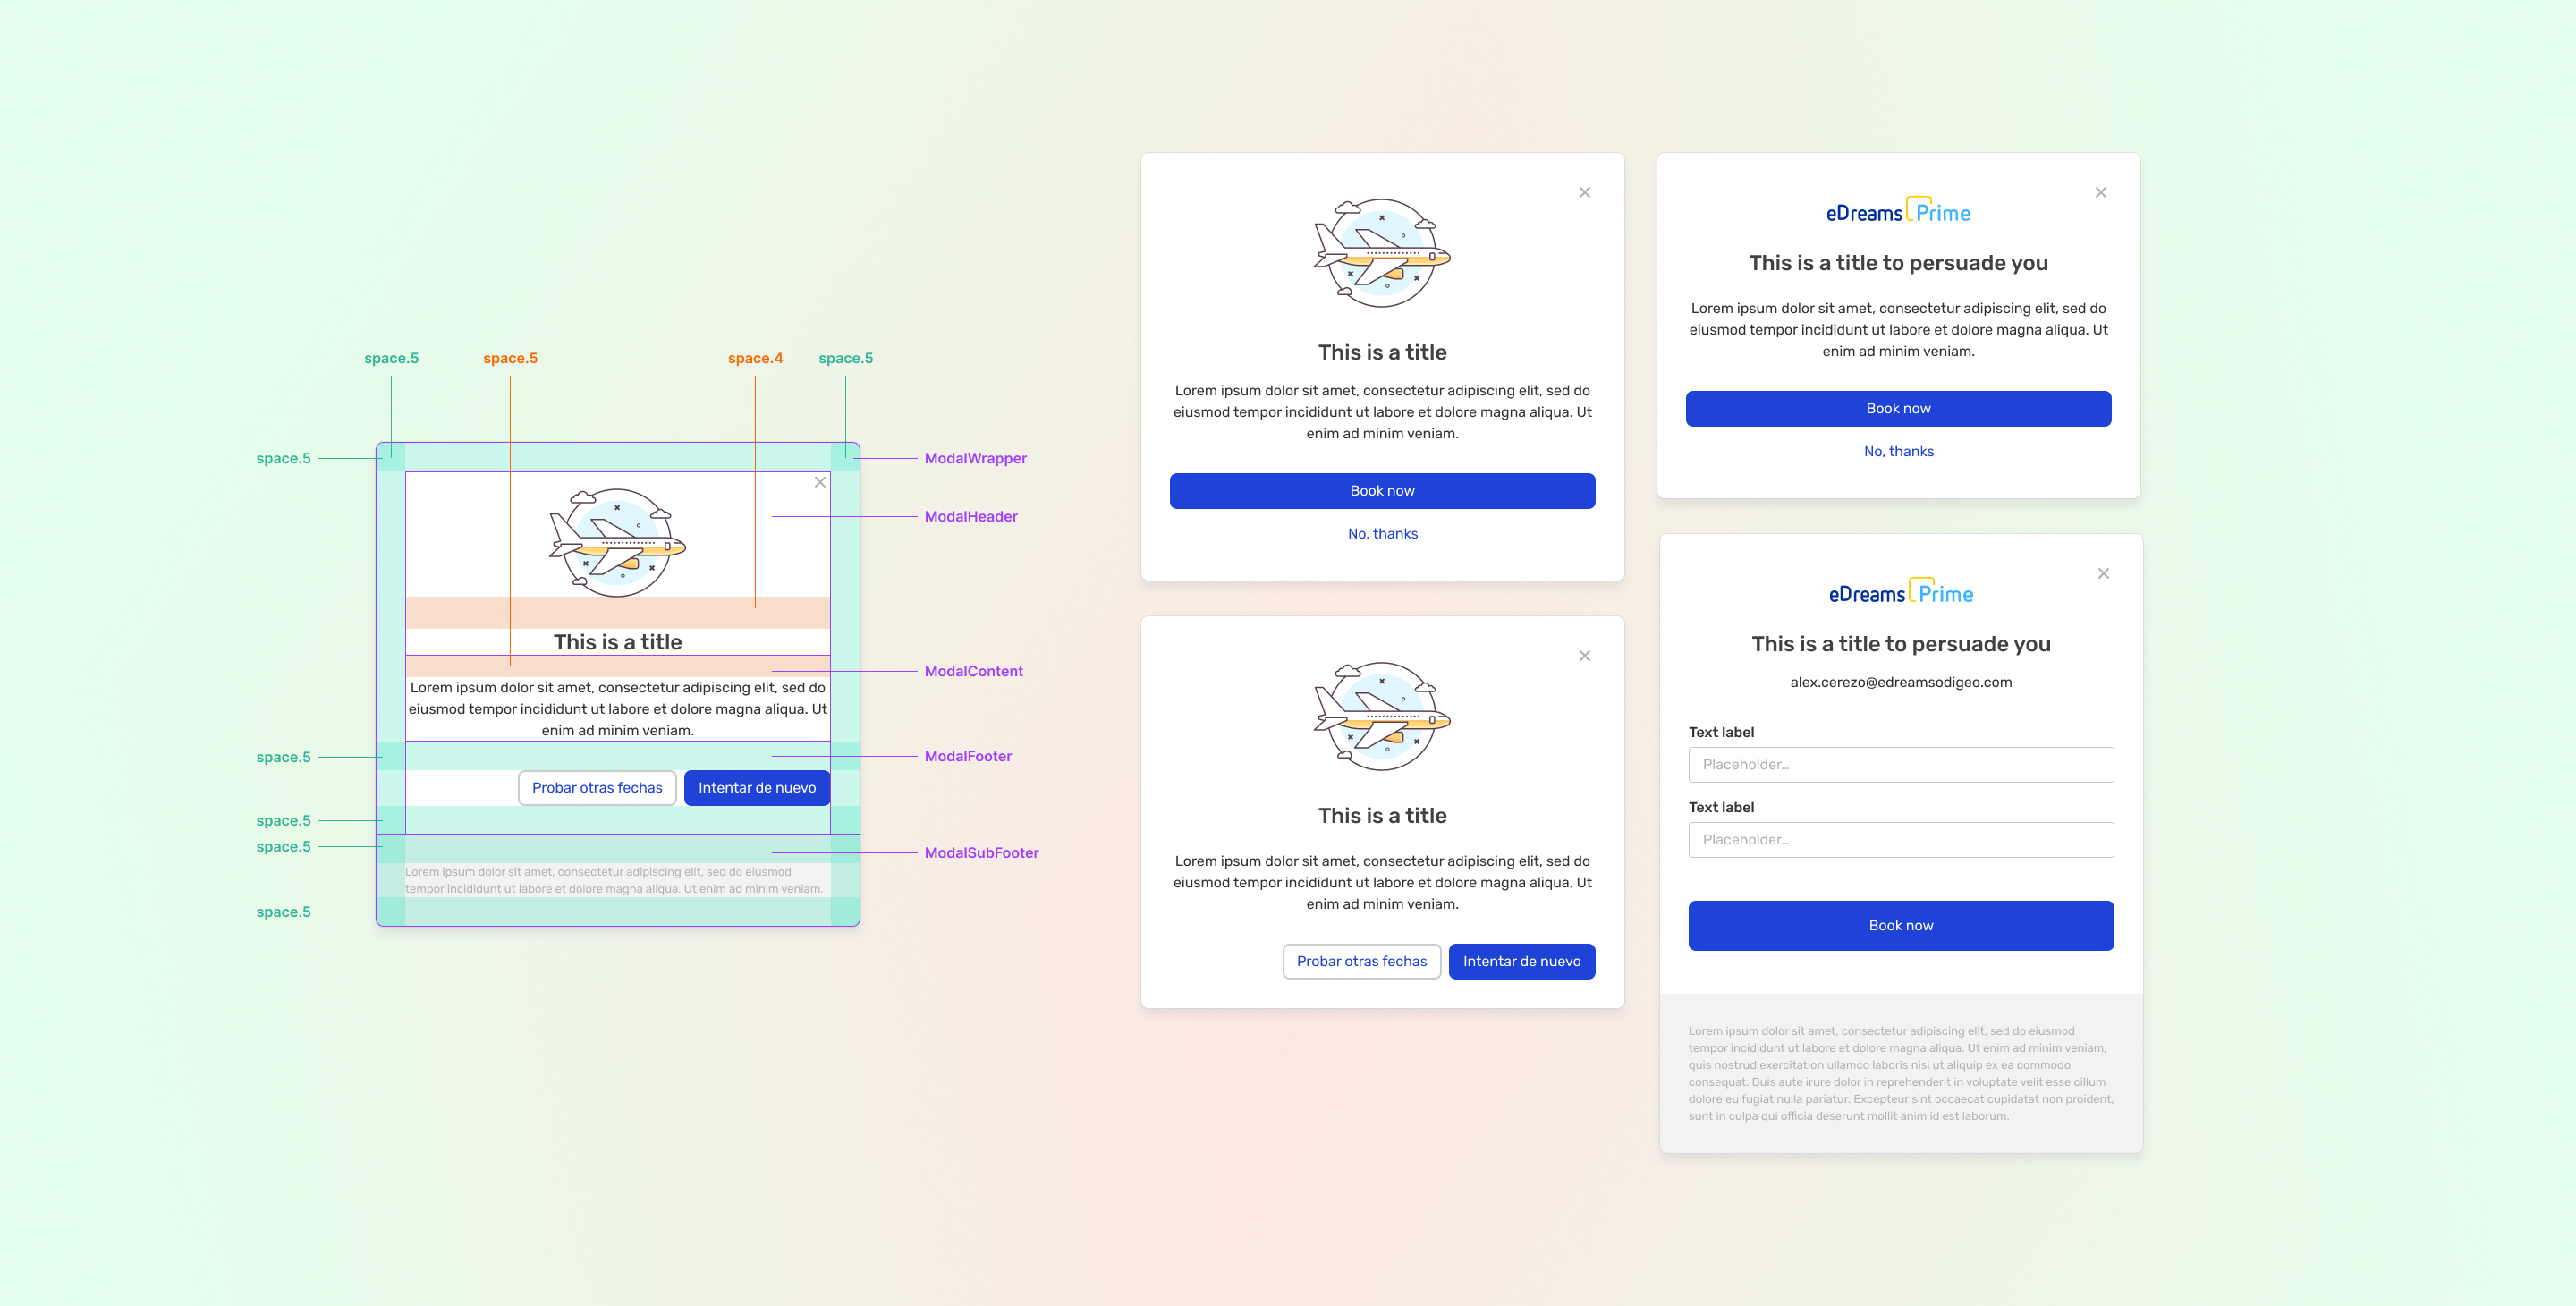 space.5
space.5
space.4
space.5
space.5
ModalWrapper
ModalHeader
This is a title
ModalContent
Lorem ipsum dolor sit amet, consectetur adipiscing elit, sed do
eiusmod tempor incididunt ut labore et dolore magna aliqua. Ut
enim ad minim veniam.
space.5
ModalFooter
Probar otras fechas
Intentar de nuevo
space.5
space.5
ModalSubFooter
Lorem ipsum dolor sit amet, consectetur adipiscing elit, sed do eiusmod
tempor incididunt ut labore et dolore magna aliqua. Ut enim ad minim veniam.
space.5
This is a title
Lorem ipsum dolor sit amet, consectetur adipiscing elit, sed do
eiusmod tempor incididunt ut labore et dolore magna aliqua. Ut
enim ad minim veniam.
Book now
No, thanks
This is a title
Lorem ipsum dolor sit amet, consectetur adipiscing elit, sed do
eiusmod tempor incididunt ut labore et dolore magna aliqua. Ut
enim ad minim veniam.
Probar otras fechas
Intentar de nuevo
eDreams Prime
This is a title to persuade you
Lorem ipsum dolor sit amet, consectetur adipiscing elit, sed do
eiusmod tempor incididunt ut labore et dolore magna aliqua. Ut
enim ad minim veniam.
Book now
No, thanks
eDreams Prime
This is a title to persuade you
alex.cerezo@edreamsodigeo.com
Text label
Placeholder...
Text label
Placeholder...
Book now
Lorem ipsum dolor sit amet, consectetur adipiscing elit, sed do eiusmod
tempor incididunt ut labore et dolore magna aliqua. Ut enim ad minim veniam,
quis nostrud exercitation ullamco laboris nisi ut aliquip ex ea commodo
consequat. Duis aute irure dolor in reprehenderit in voluptate velit esse cillum
dolore eu fugiat nulla pariatur. Excepteur sint occaecat cupidatat non proident,
sunt in culpa qui officia deserunt mollit anim id est laborum.